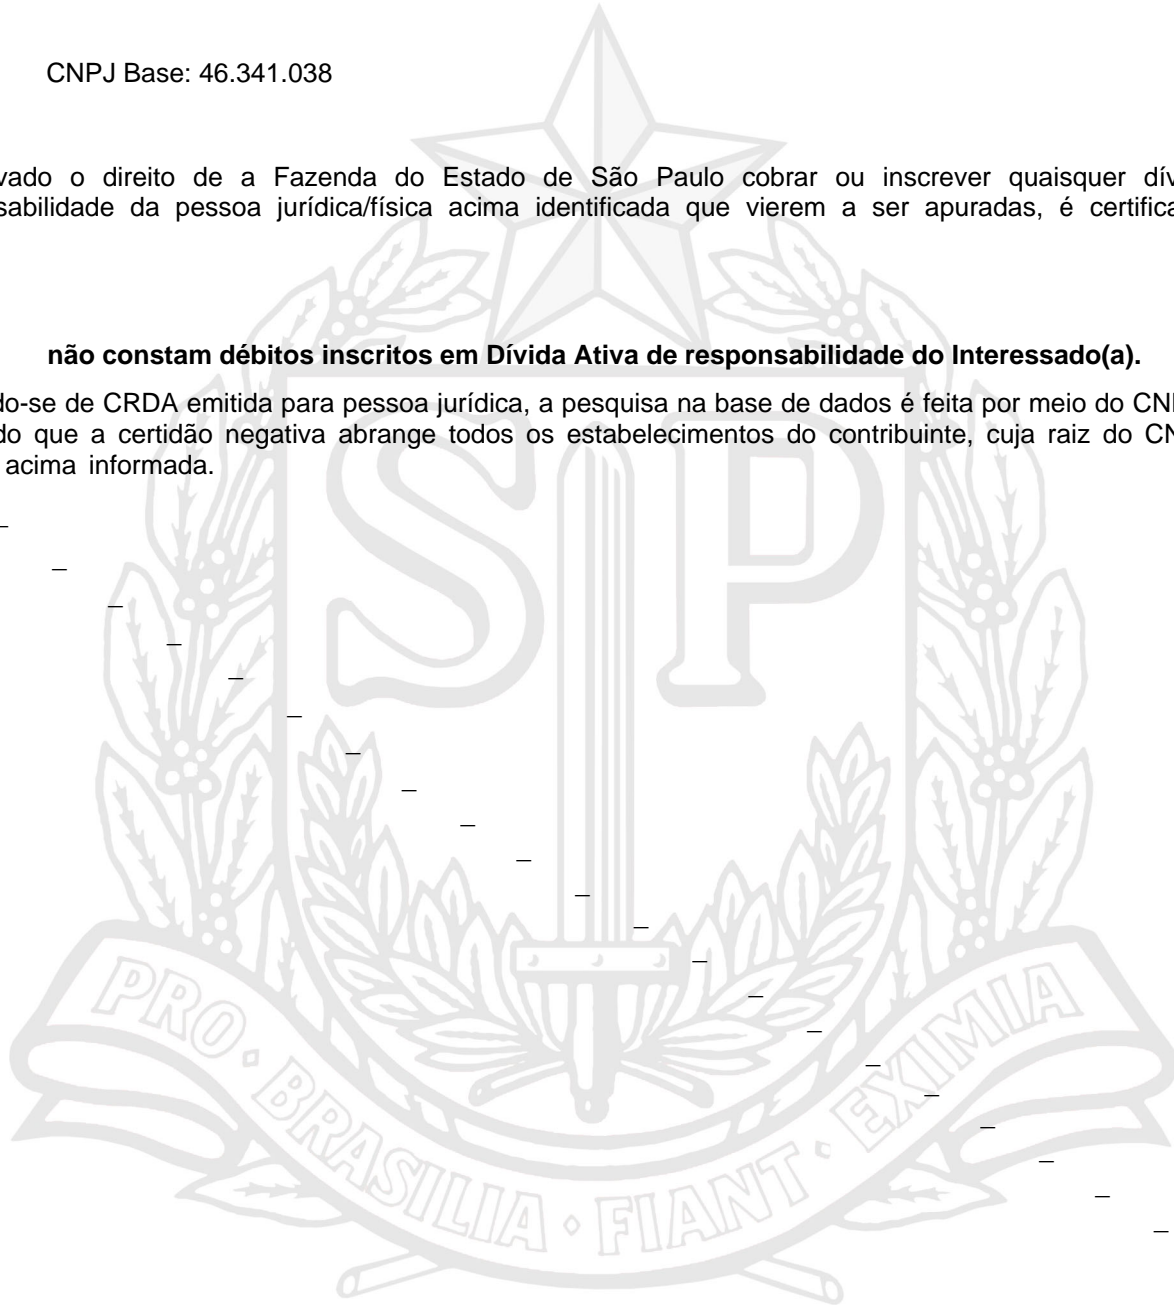 CNPJ Base: 46.341.038
vado o direito de a Fazenda do Estado de São Paulo cobrar ou inscrever quaisquer dív
sabilidade da pessoa jurídica/física acima identificada que vierem a ser apuradas, é certifica
não constam débitos inscritos em Dívida Ativa de responsabilidade do Interessado(a).
do-se de CRDA emitida para pessoa jurídica, a pesquisa na base de dados é feita por meio do CN
do que a certidão negativa abrange todos os estabelecimentos do contribuinte, cuja raiz do CN
acima informada.
SP
PRO • BRASILIA • FIANT • EXIMIA